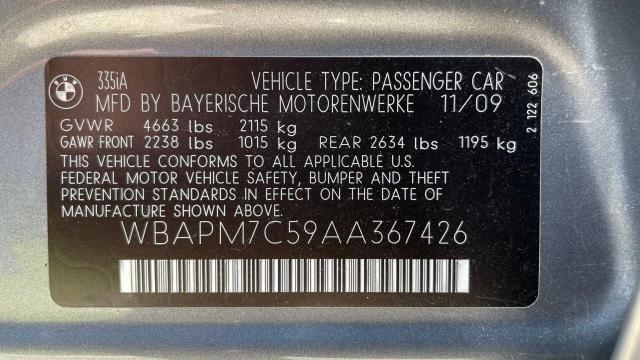 BMW
335iA VEHICLE TYPE: PASSENGER CAR
MFD BY BAYERISCHE MOTORENWERKE 11/09
GVWR 4663 lbs 2115 kg
GAWR FRONT 2238 lbs 1015 kg REAR 2634 lbs 1195 kg
THIS VEHICLE CONFORMS TO ALL APPLICABLE U.S.
FEDERAL MOTOR VEHICLE SAFETY, BUMPER AND THEFT
PREVENTION STANDARDS IN EFFECT ON THE DATE OF
MANUFACTURE SHOWN ABOVE.
WBAPM7C59AA367426
2 122 606